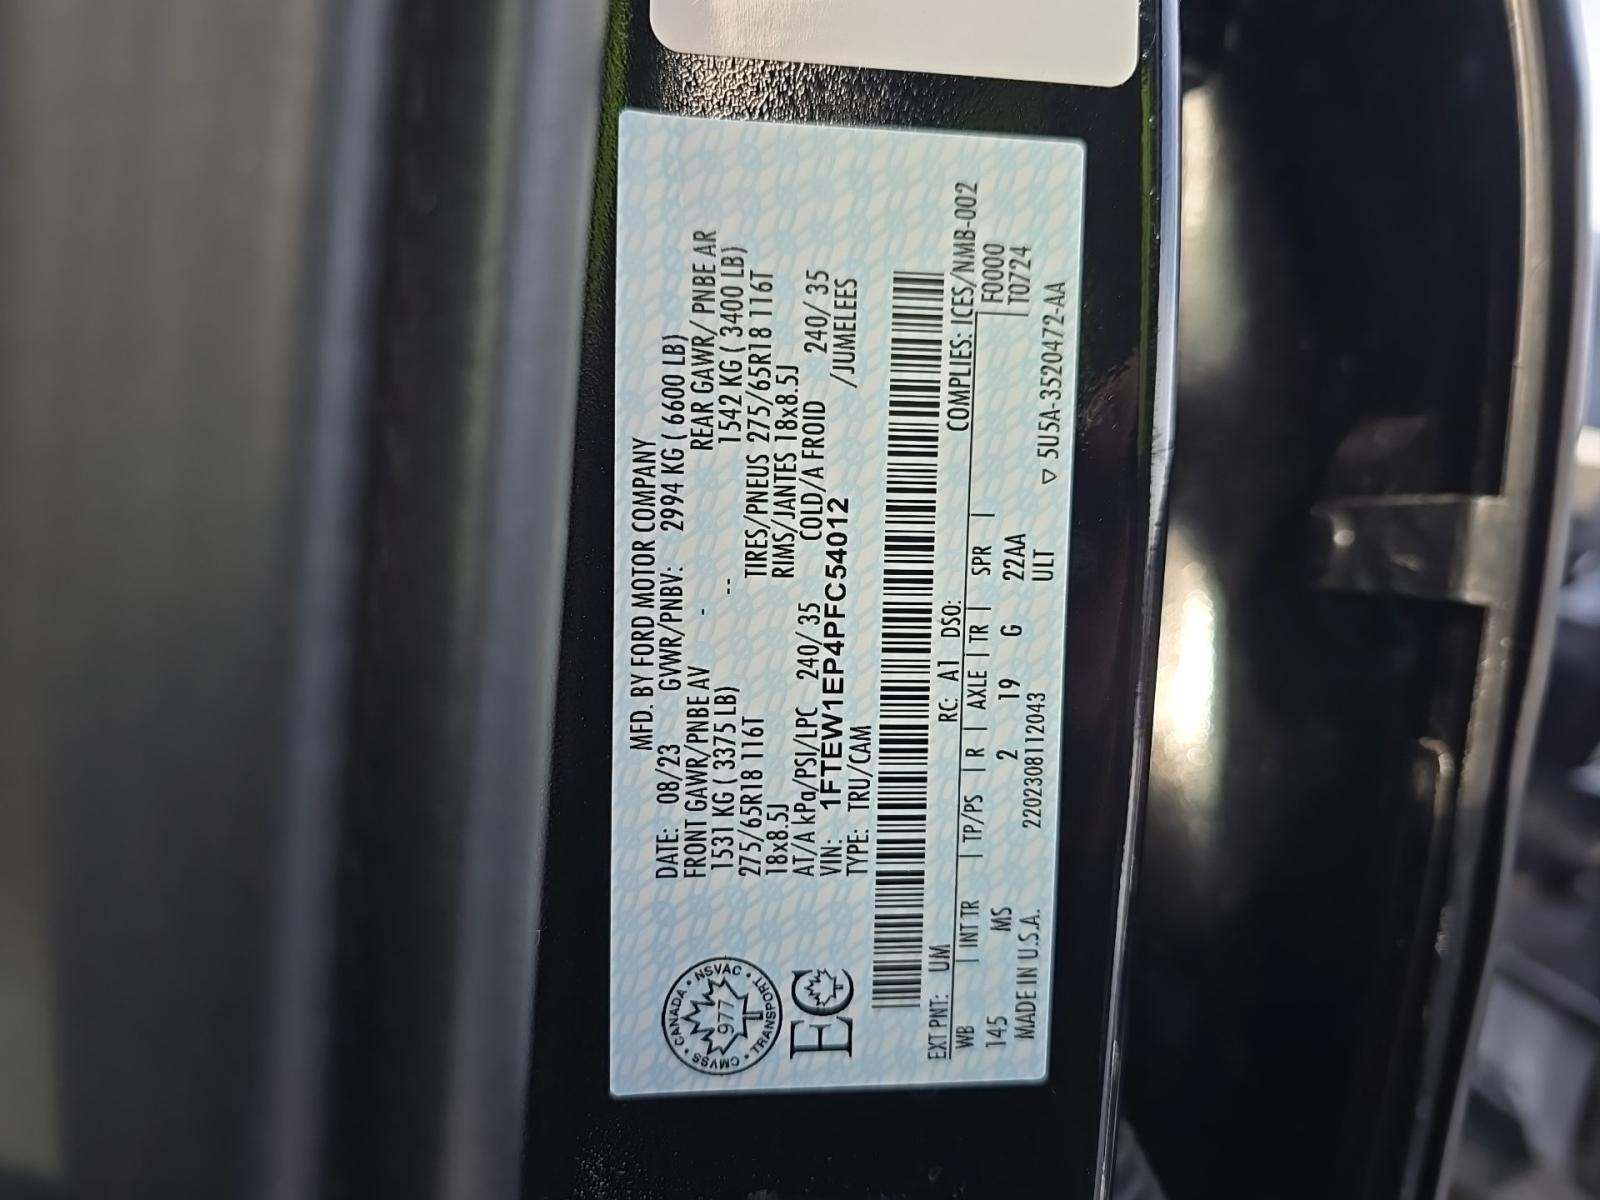 MFD. BY FORD MOTOR COMPANY
DATE: 08/23 GVWR/PNBV: 2994 KG ( 6600 LB)
FRONT GAWR/PNBE AV - REAR GAWR/ PNBE AR
1531 KG ( 3375 LB) -- 1542 KG ( 3400 LB)
275/65R18 116T TIRES/PNEUS 275/65R18 116T
18x8.5J RIMS/JANTES 18x8.5J
AT/A kPa/PSI/LPC 240/ 35 COLD/A FROID 240/ 35
VIN: 1FTEW1EP4PFC54012 /JUMELEES
TYPE: TRU/CAM
CANADA • NSVAC • TRANSPORT • CMVSS •
977
EC
COMPLIES: ICES/NMB-002
EXT PNT: UM RC: A1 DSO: F0000
WB | INT TR | TP/PS | R | AXLE | TR | SPR | T0724
145 MS 2 19 G 22AA
MADE IN U.S.A. 2202308112043 ULT
▽ 5U5A-3520472-AA